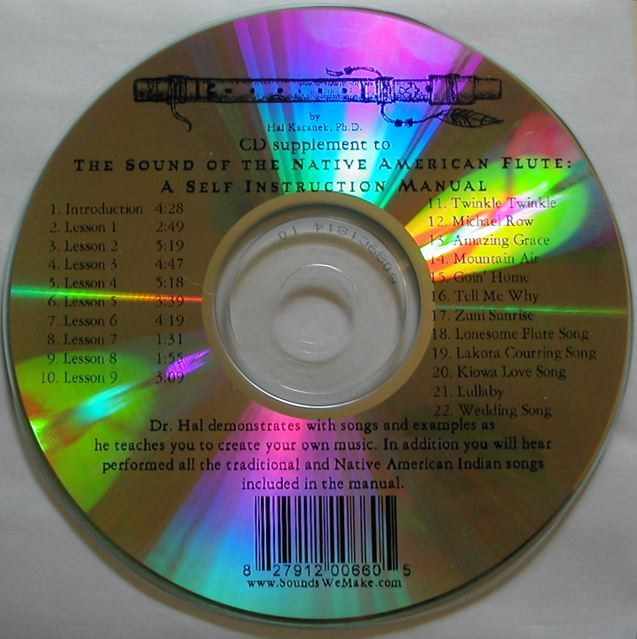 by
Hal Kacanek, Ph.D.
CD supplement to
The Sound of the Native American Flute:
A Self Instruction Manual
1. Introduction 4:28
2. Lesson 1 2:49
3. Lesson 2 5:19
4. Lesson 3 4:47
5. Lesson 4 5:18
6. Lesson 5 3:39
7. Lesson 6 4:19
8. Lesson 7 1:31
9. Lesson 8 1:55
10. Lesson 9 3:09
11. Twinkle Twinkle
12. Michael Row
13. Amazing Grace
14. Mountain Air
15. Goin' Home
16. Tell Me Why
17. Zuni Sunrise
18. Lonesome Flute Song
19. Lakota Courting Song
20. Kiowa Love Song
21. Lullaby
22. Wedding Song
Dr. Hal demonstrates with songs and examples as
he teaches you to create your own music. In addition you will hear
performed all the traditional and Native American Indian songs
included in the manual.
8 27912 00660 5
www.SoundsWeMake.com